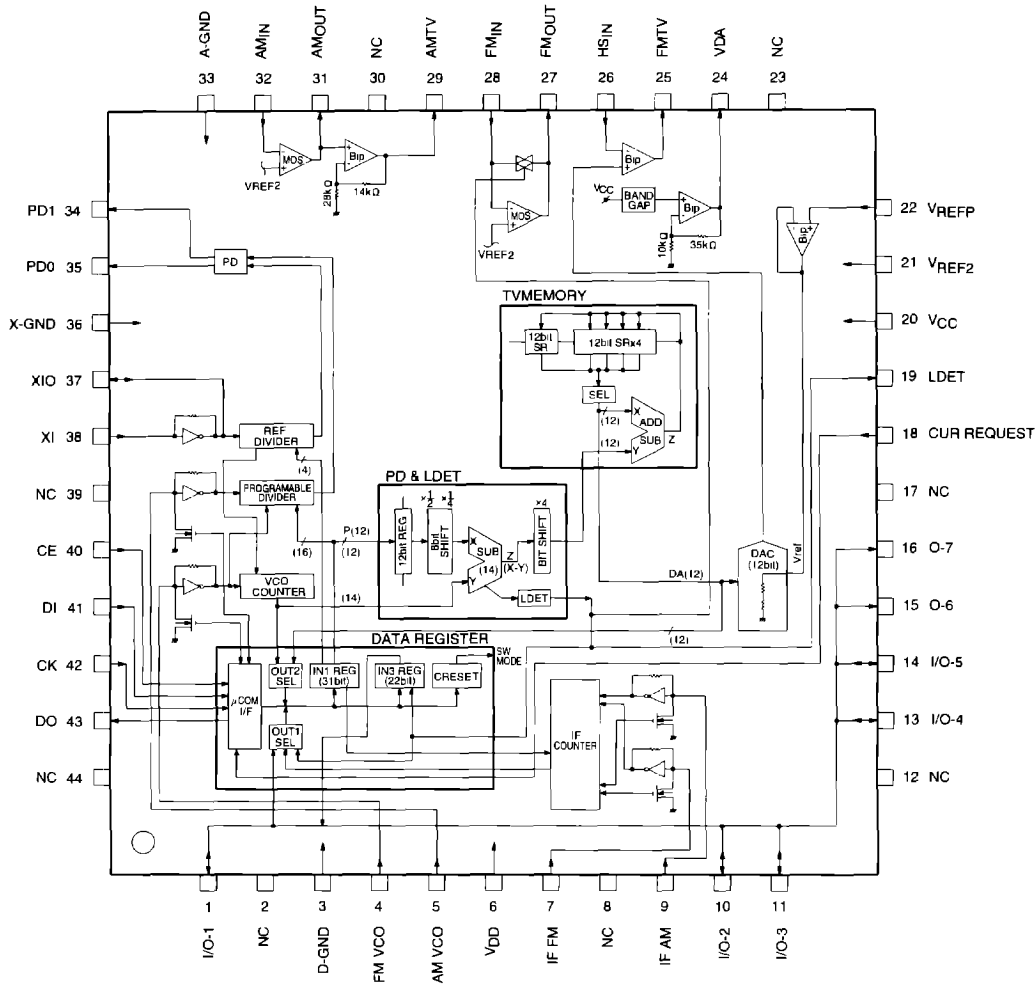 A-GND
AMIN
AMOUT
NC
AMTV
FMIN
FMOUT
HSIN
FMTV
VDA
NC
33
32
31
30
29
28
27
26
25
24
23
MOS
VREF2
Bip
28kΩ
14kΩ
MOS
VREF2
Bip
VCC
BAND GAP
Bip
10kΩ
35kΩ
Bip
PD1 34
PD0 35
X-GND 36
XIO 37
XI 38
NC 39
CE 40
DI 41
CK 42
DO 43
NC 44
22 VREFP
21 VREF2
20 VCC
19 LDET
18 CUR REQUEST
17 NC
16 O-7
15 O-6
14 I/O-5
13 I/O-4
12 NC
PD
TVMEMORY
12bit SR
12bit SRx4
SEL
(12)
(12)
X
Y
ADD
SUB
Z
REF DIVIDER
(4)
PROGRAMABLE DIVIDER
(16)
P(12)
(12)
VCO COUNTER
(14)
PD & LDET
12bit REG
×1/2 ×1/4
8bit SHIFT
X
Y
SUB
(14)
Z
(X-Y)
×4
BIT SHIFT
LDET
DAC
(12bit)
Vref
DA(12)
(12)
DATA REGISTER
SW MODE
μCOM I/F
OUT2 SEL
IN1 REG
(31bit)
IN3 REG
(22bit)
CRESET
OUT1 SEL
IF COUNTER
1
2
3
4
5
6
7
8
9
10
11
I/O-1
NC
D-GND
FM VCO
AM VCO
VDD
IF FM
NC
IF AM
I/O-2
I/O-3